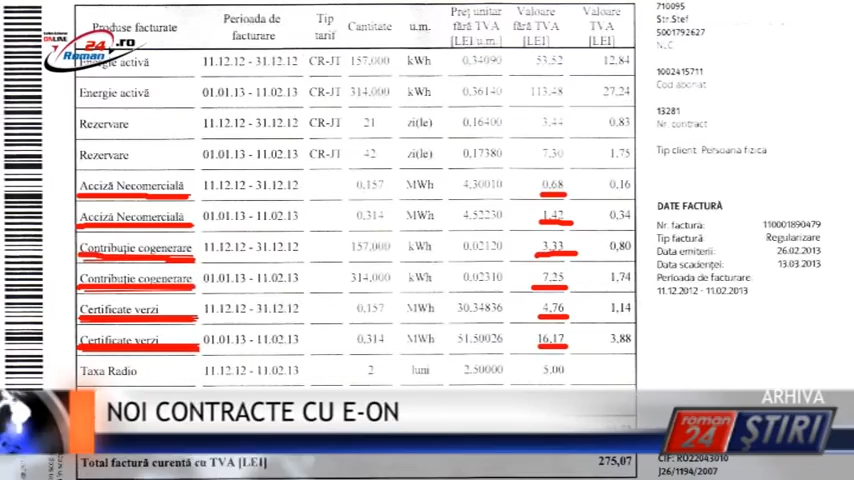 Produse facturate Perioada de facturare Tip tarif Cantitate u.m. Preț unitar fără TVA [LEI u.m.] Valoare fără TVA [LEI] Valoare TVA [LEI]
Energie activă 11.12.12 - 31.12.12 CR-JT 157,000 kWh 0,34090 53,52 12,84
Energie activă 01.01.13 - 11.02.13 CR-JT 314,000 kWh 0,36140 113,48 27,24
Rezervare 11.12.12 - 31.12.12 CR-JT 21 zi(le) 0,16400 3,44 0,83
Rezervare 01.01.13 - 11.02.13 CR-JT 42 zi(le) 0,17380 7,30 1,75
Acciză Necomercială 11.12.12 - 31.12.12 0,157 MWh 4,30010 0,68 0,16
Acciză Necomercială 01.01.13 - 11.02.13 0,314 MWh 4,52230 1,42 0,34
Contribuție cogenerare 11.12.12 - 31.12.12 157,000 kWh 0,02120 3,33 0,80
Contribuție cogenerare 01.01.13 - 11.02.13 314,000 kWh 0,02310 7,25 1,74
Certificate verzi 11.12.12 - 31.12.12 0,157 MWh 30,34836 4,76 1,14
Certificate verzi 01.01.13 - 11.02.13 0,314 MWh 51,50026 16,17 3,88
Taxa Radio 11.12.12 - 11.02.13 2 luni 2,50000 5,00
Total factură curentă cu TVA [LEI] 275,07
710095
Str.Stef
5001792627
N.L.C
1002415711
Cod abonat
13281
Nr. contract
Tip client: Persoana fizica
DATE FACTURĂ
Nr. factură: 110001890479
Tip factură Regularizare
Data emiterii 26.02.2013
Data scadenței 13.03.2013
Perioada de facturare:
11.12.2012 - 11.02.2013
CIF: RO22043010
J26/1194/2007
ONLINE
Roman 24.ro
NOI CONTRACTE CU E-ON
ARHIVA
roman 24 ȘTIRI